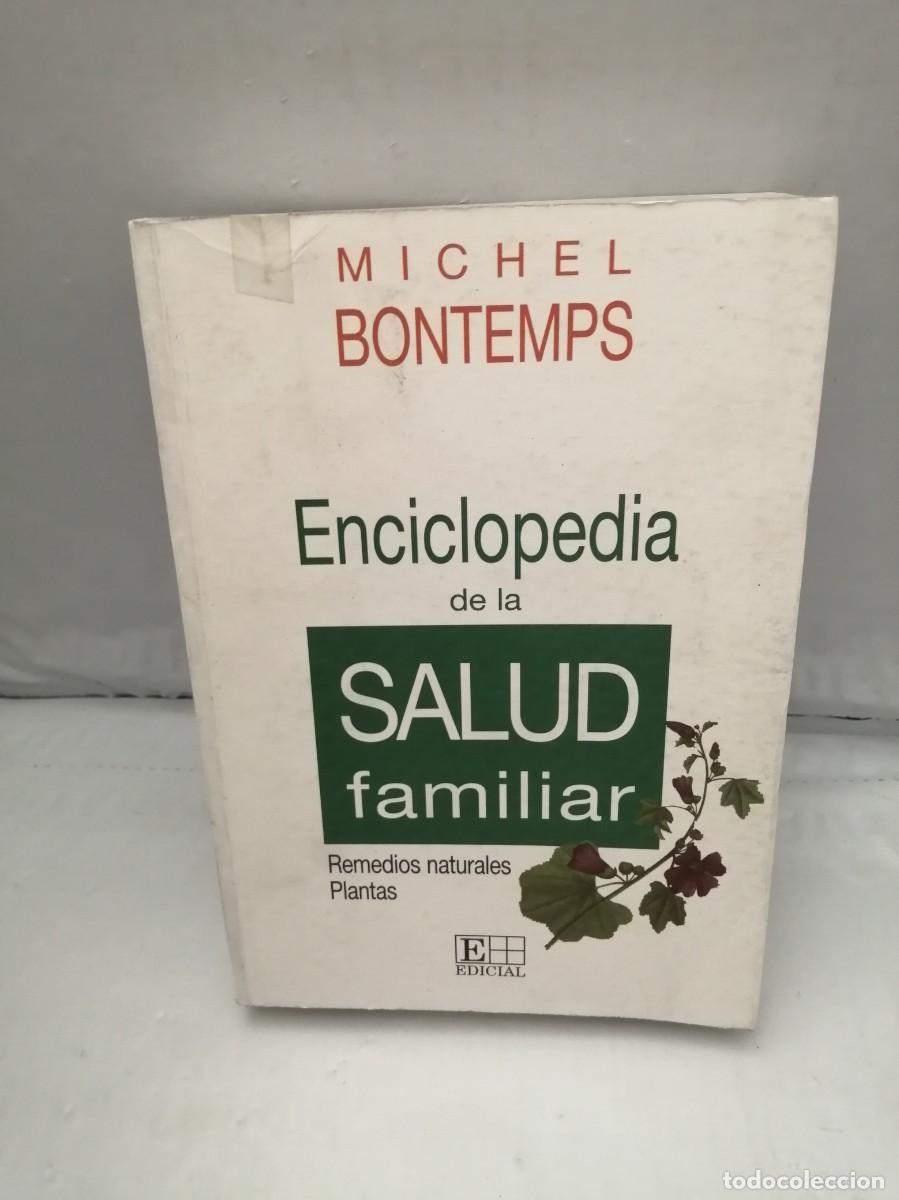 MICHEL
BONTEMPS
Enciclopedia
de la
SALUD
familiar
Remedios naturales
Plantas
E
EDICIAL
todocoleccion